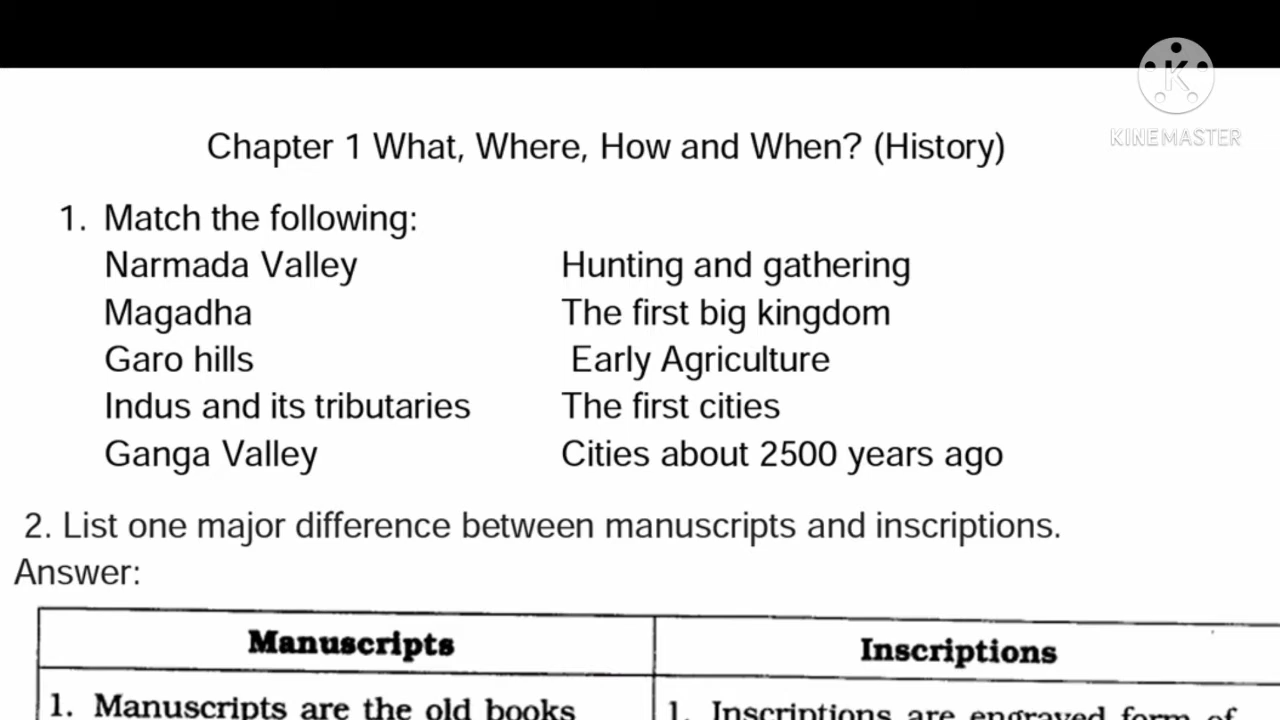 KINEMASTER
Chapter 1 What, Where, How and When? (History)
1. Match the following:
Narmada Valley Hunting and gathering
Magadha The first big kingdom
Garo hills Early Agriculture
Indus and its tributaries The first cities
Ganga Valley Cities about 2500 years ago
2. List one major difference between manuscripts and inscriptions.
Answer:
Manuscripts Inscriptions
1. Manuscripts are the old books 1. Inscriptions are engraved form of